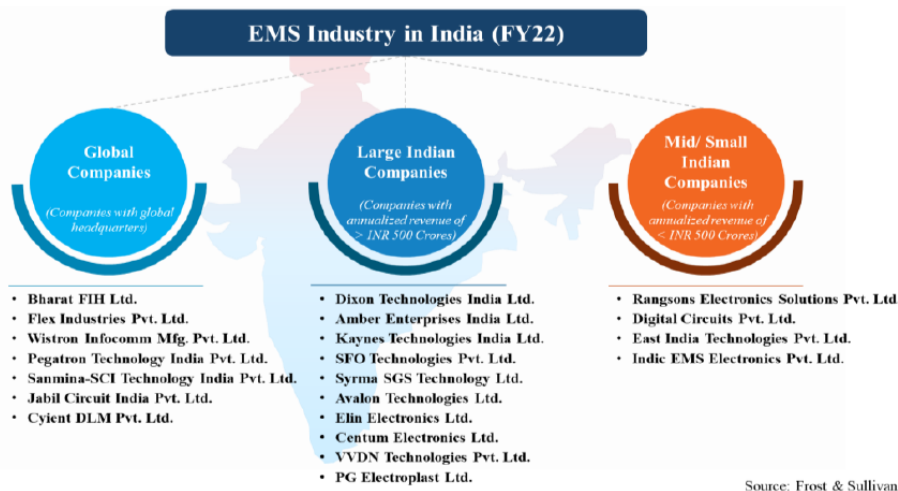 EMS Industry in India (FY22)
Global
Companies
(Companies with global
headquarters)
Large Indian
Companies
(Companies with
annualized revenue of
> INR 500 Crores)
Mid/ Small
Indian
Companies
(Companies with
annualized revenue of
< INR 500 Crores)
• Bharat FIH Ltd.
• Flex Industries Pvt. Ltd.
• Wistron Infocomm Mfg. Pvt. Ltd.
• Pegatron Technology India Pvt. Ltd.
• Sanmina-SCI Technology India Pvt. Ltd.
• Jabil Circuit India Pvt. Ltd.
• Cyient DLM Pvt. Ltd.
• Dixon Technologies India Ltd.
• Amber Enterprises India Ltd.
• Kaynes Technologies India Ltd.
• SFO Technologies Pvt. Ltd.
• Syrma SGS Technology Ltd.
• Avalon Technologies Ltd.
• Elin Electronics Ltd.
• Centum Electronics Ltd.
• VVDN Technologies Pvt. Ltd.
• PG Electroplast Ltd.
• Rangsons Electronics Solutions Pvt. Ltd
• Digital Circuits Pvt. Ltd.
• East India Technologies Pvt. Ltd.
• Indic EMS Electronics Pvt. Ltd.
Source: Frost & Sullivan